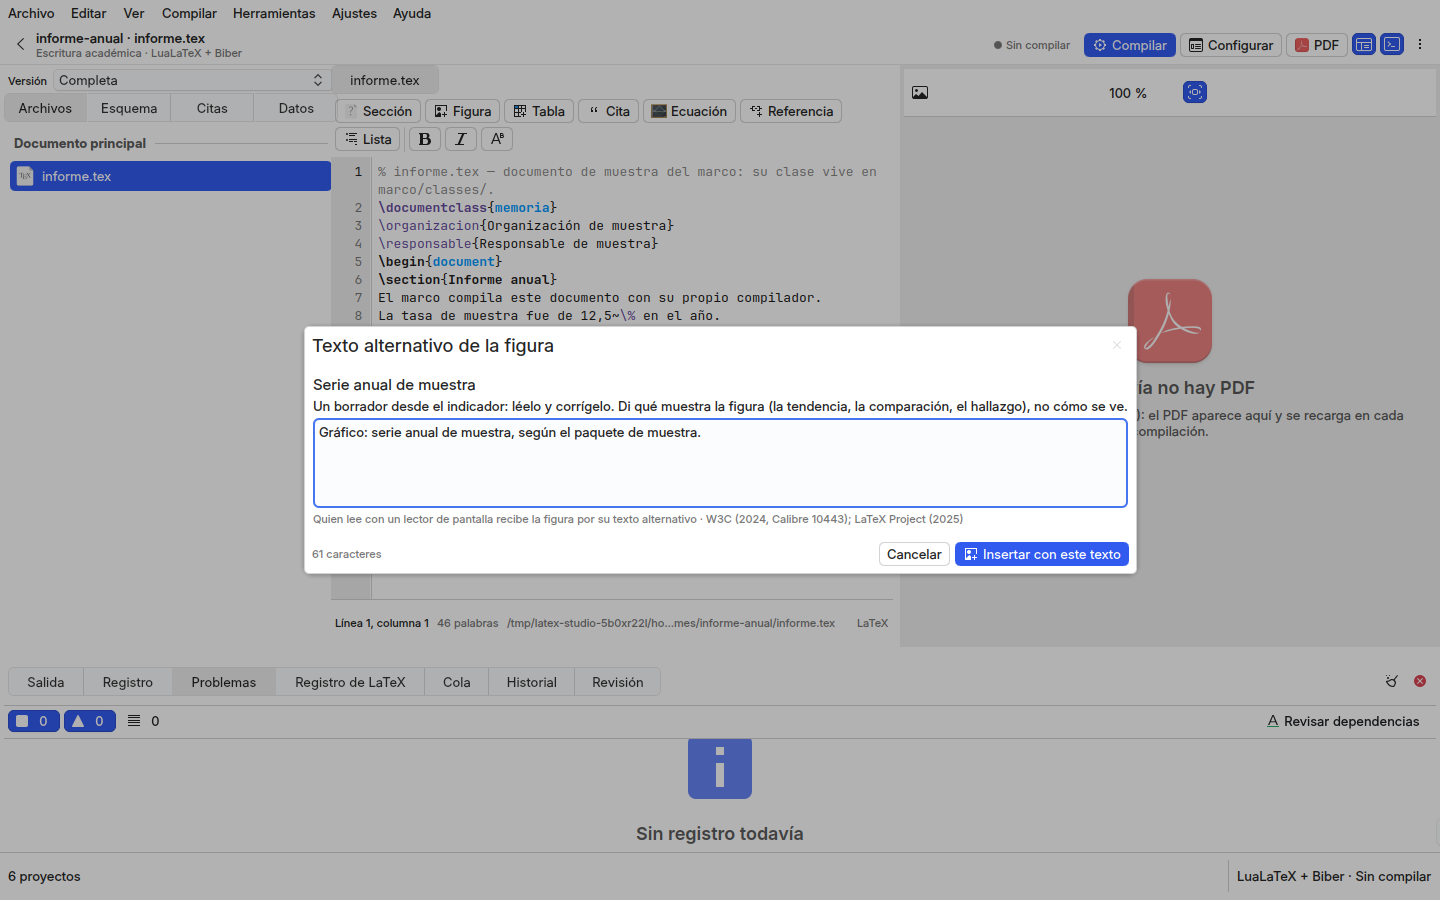 Archivo Editar Ver Compilar Herramientas Ajustes Ayuda
informe-anual · informe.tex
Escritura académica · LuaLaTeX + Biber
Sin compilar
Compilar
Configurar
PDF
Versión Completa
informe.tex
100 %
Archivos Esquema Citas Datos
Sección Figura Tabla Cita Ecuación Referencia
Lista B I
Documento principal
informe.tex
1 % informe.tex — documento de muestra del marco: su clase vive en
marco/classes/.
2 \documentclass{memoria}
3 \organizacion{Organización de muestra}
4 \responsable{Responsable de muestra}
5 \begin{document}
6 \section{Informe anual}
7 El marco compila este documento con su propio compilador.
8 La tasa de muestra fue de 12,5~\% en el año.
Texto alternativo de la figura
Serie anual de muestra
Un borrador desde el indicador: léelo y corrígelo. Di qué muestra la figura (la tendencia, la comparación, el hallazgo), no cómo se ve.
Gráfico: serie anual de muestra, según el paquete de muestra.
Quien lee con un lector de pantalla recibe la figura por su texto alternativo · W3C (2024, Calibre 10443); LaTeX Project (2025)
61 caracteres
Cancelar
Insertar con este texto
ía no hay PDF
): el PDF aparece aquí y se recarga en cada
ompilación.
Línea 1, columna 1 46 palabras /tmp/latex-studio-5b0xr22l/ho...mes/informe-anual/informe.tex LaTeX
Salida Registro Problemas Registro de LaTeX Cola Historial Revisión
0 0 0
Revisar dependencias
Sin registro todavía
6 proyectos
LuaLaTeX + Biber · Sin compilar